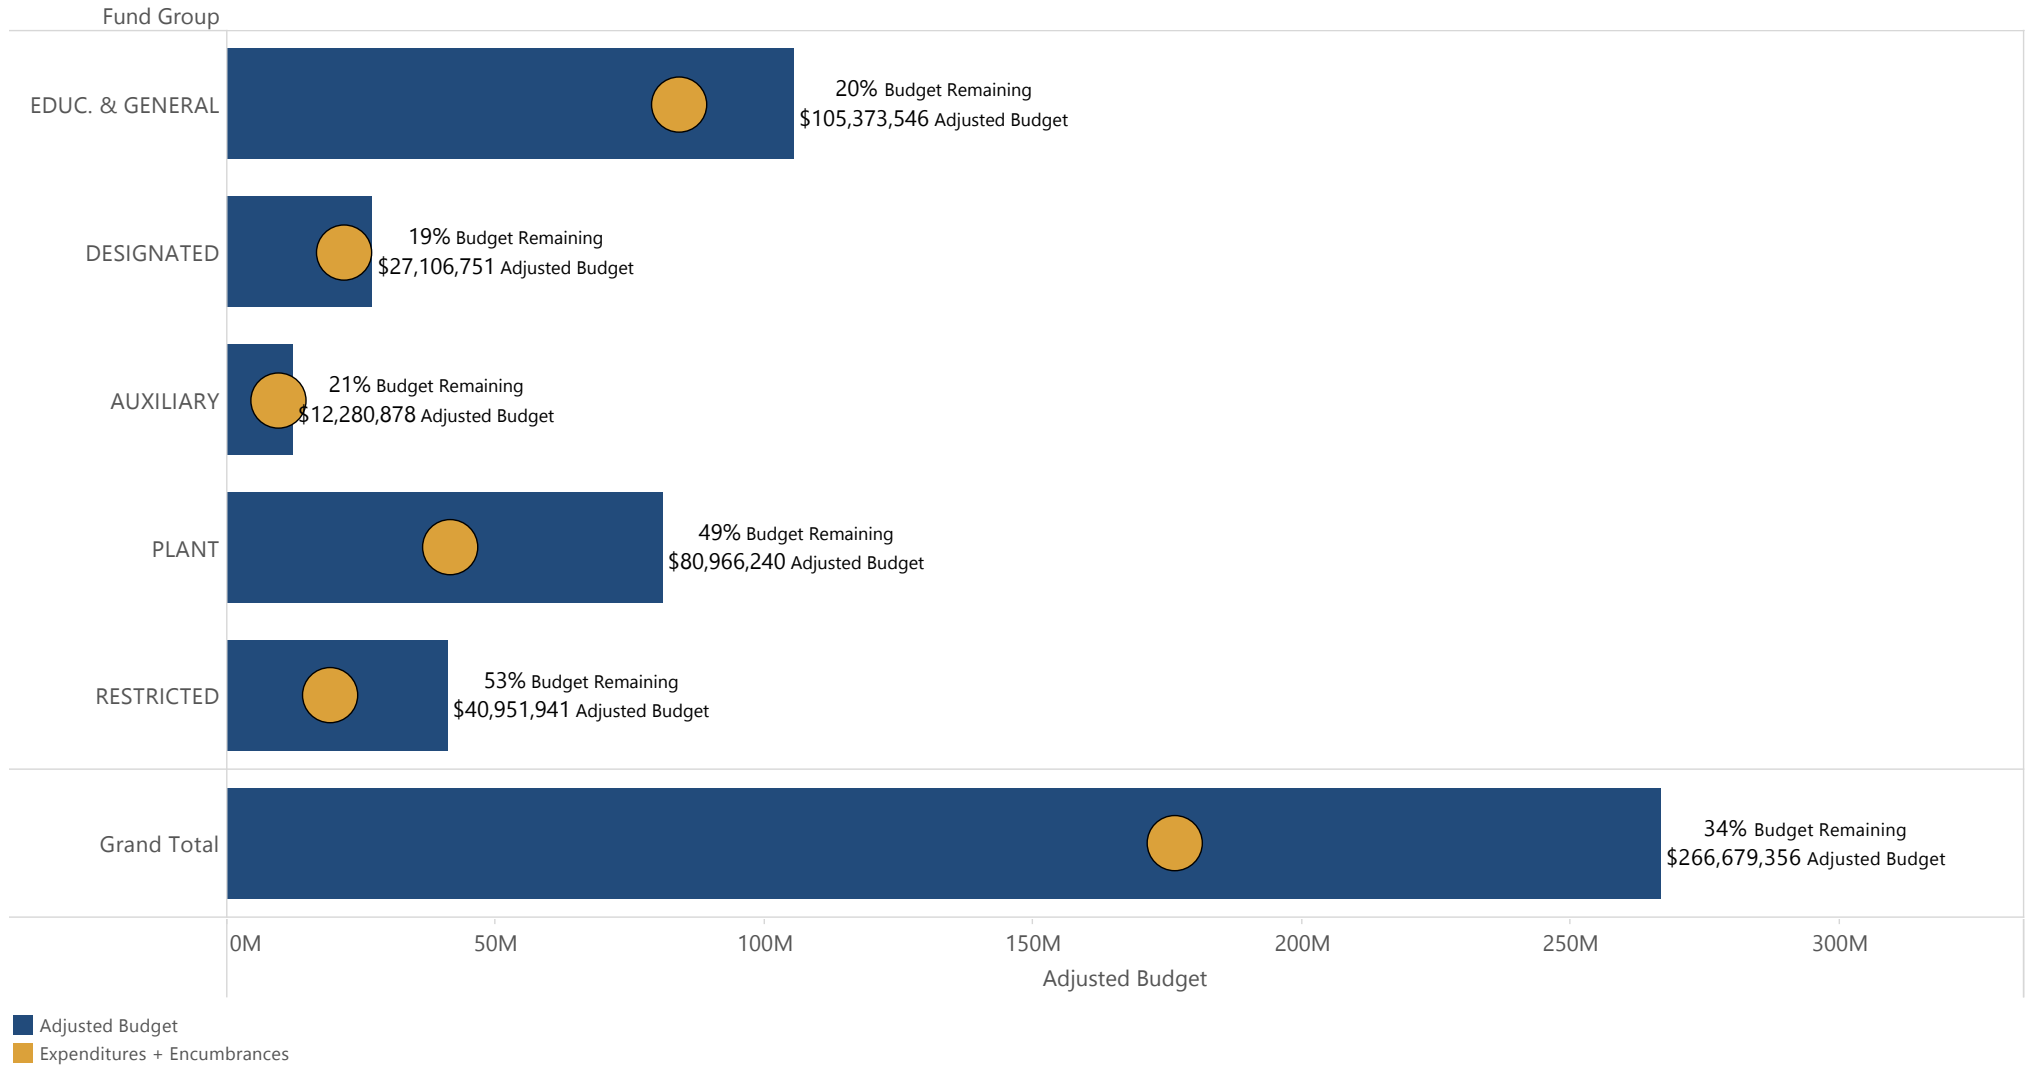 Fund Group
EDUC. & GENERAL
20% Budget Remaining
$105,373,546 Adjusted Budget
DESIGNATED
19% Budget Remaining
$27,106,751 Adjusted Budget
AUXILIARY
21% Budget Remaining
$12,280,878 Adjusted Budget
PLANT
49% Budget Remaining
$80,966,240 Adjusted Budget
RESTRICTED
53% Budget Remaining
$40,951,941 Adjusted Budget
Grand Total
34% Budget Remaining
$266,679,356 Adjusted Budget
0M 50M 100M 150M 200M 250M 300M
Adjusted Budget
Adjusted Budget
Expenditures + Encumbrances